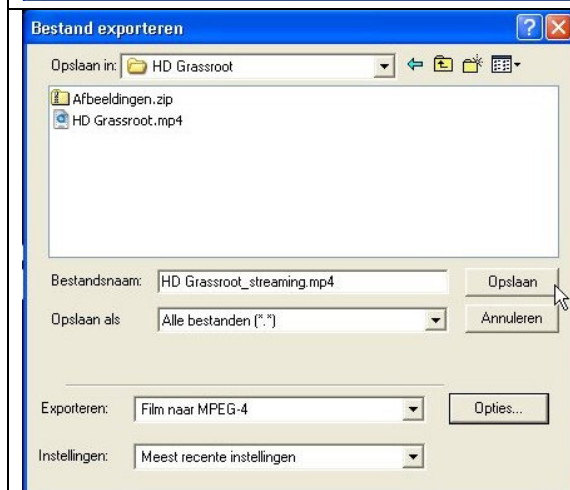 Bestand exporteren
Opslaan in: HD Grassroot
Afbeeldingen.zip
HD Grassroot.mp4
Bestandsnaam: HD Grassroot_streaming.mp4 Opslaan
Opslaan als Alle bestanden (*.*) Annuleren
Exporteren: Film naar MPEG-4 Opties...
Instellingen: Meest recente instellingen